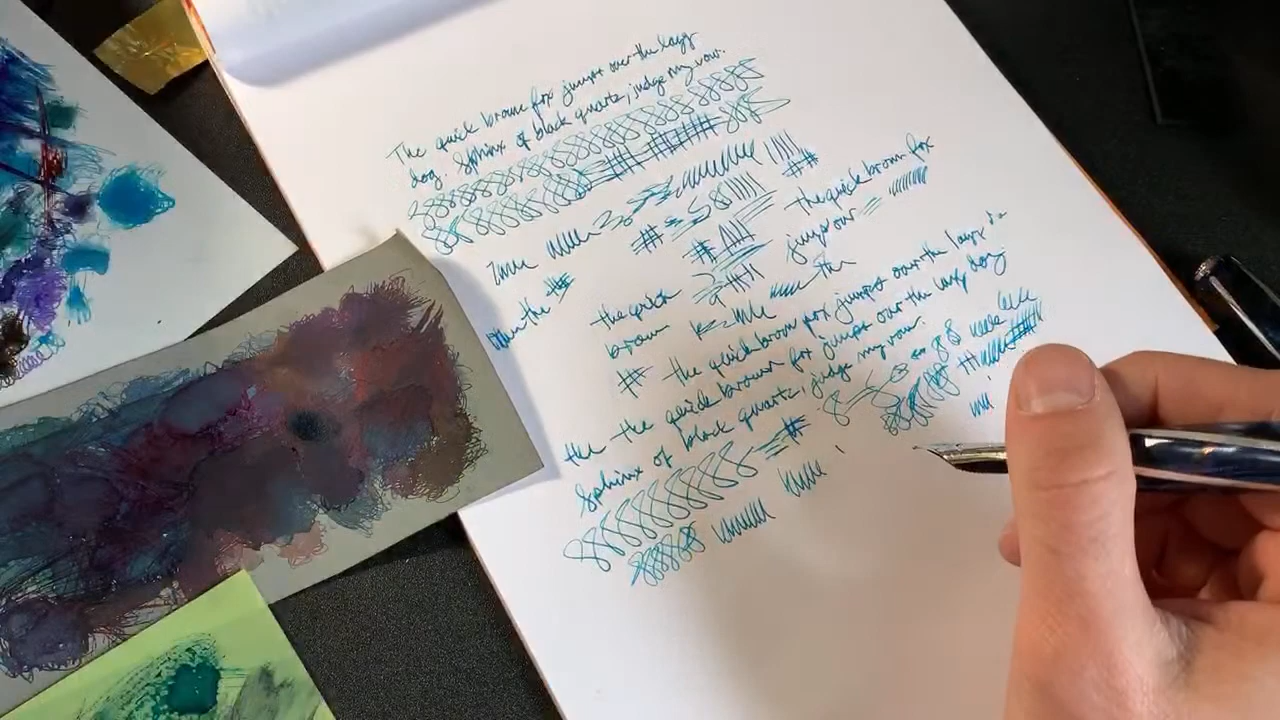 The quick brown fox jumps over the lazy
dog. Sphinx of black quartz, judge my vow.
the quick brown fox
jumps over
the
the quick
brown
the quick brown fox jumps over the lazy
the the quick brown fox jumps over the lazy dog
Sphinx of black quartz, judge my vow.